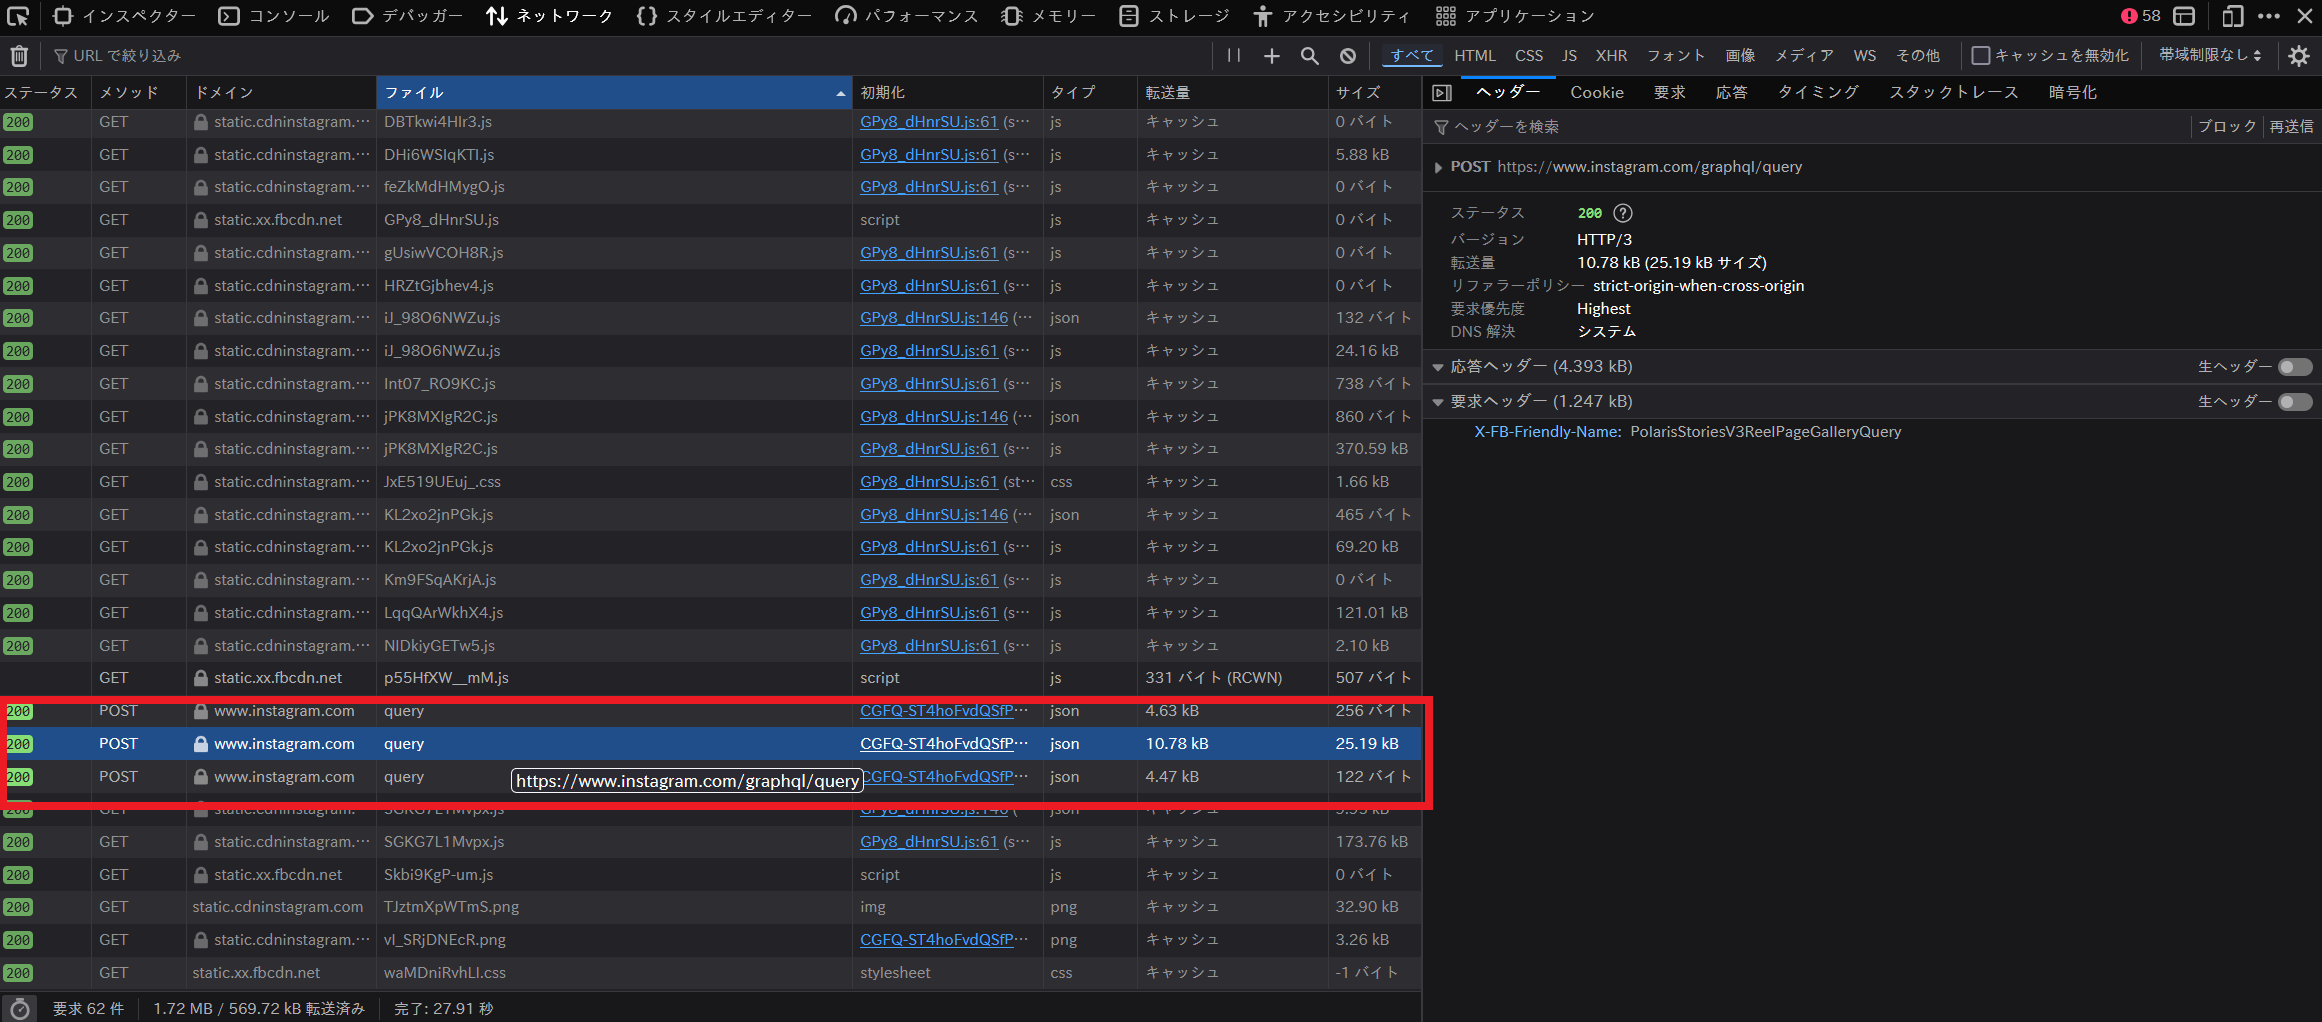 インスペクター コンソール デバッガー ネットワーク スタイルエディター パフォーマンス メモリー ストレージ アクセシビリティ アプリケーション 58
URL で絞り込み すべて HTML CSS JS XHR フォント 画像 メディア WS その他 キャッシュを無効化 帯域制限なし
ステータス メソッド ドメイン ファイル 初期化 タイプ 転送量 サイズ
200 GET static.cdninstagram.… DBTkwi4HIr3.js GPy8_dHnrSU.js:61 (s… js キャッシュ 0 バイト
200 GET static.cdninstagram.… DHi6WSIqKTI.js GPy8_dHnrSU.js:61 (s… js キャッシュ 5.88 kB
200 GET static.cdninstagram.… feZkMdHMygO.js GPy8_dHnrSU.js:61 (s… js キャッシュ 0 バイト
200 GET static.xx.fbcdn.net GPy8_dHnrSU.js script js キャッシュ 0 バイト
200 GET static.cdninstagram.… gUsiwVCOH8R.js GPy8_dHnrSU.js:61 (s… js キャッシュ 0 バイト
200 GET static.cdninstagram.… HRZtGjbhev4.js GPy8_dHnrSU.js:61 (s… js キャッシュ 0 バイト
200 GET static.cdninstagram.… iJ_98O6NWZu.js GPy8_dHnrSU.js:146 (… json キャッシュ 132 バイト
200 GET static.cdninstagram.… iJ_98O6NWZu.js GPy8_dHnrSU.js:61 (s… js キャッシュ 24.16 kB
200 GET static.cdninstagram.… Int07_RO9KC.js GPy8_dHnrSU.js:61 (s… js キャッシュ 738 バイト
200 GET static.cdninstagram.… jPK8MXIgR2C.js GPy8_dHnrSU.js:146 (… json キャッシュ 860 バイト
200 GET static.cdninstagram.… jPK8MXIgR2C.js GPy8_dHnrSU.js:61 (s… js キャッシュ 370.59 kB
200 GET static.cdninstagram.… JxE519UEuj_.css GPy8_dHnrSU.js:61 (st… css キャッシュ 1.66 kB
200 GET static.cdninstagram.… KL2xo2jnPGk.js GPy8_dHnrSU.js:146 (… json キャッシュ 465 バイト
200 GET static.cdninstagram.… KL2xo2jnPGk.js GPy8_dHnrSU.js:61 (s… js キャッシュ 69.20 kB
200 GET static.cdninstagram.… Km9FSqAKrjA.js GPy8_dHnrSU.js:61 (s… js キャッシュ 0 バイト
200 GET static.cdninstagram.… LqqQArWkhX4.js GPy8_dHnrSU.js:61 (s… js キャッシュ 121.01 kB
200 GET static.cdninstagram.… NIDkiyGETw5.js GPy8_dHnrSU.js:61 (s… js キャッシュ 2.10 kB
GET static.xx.fbcdn.net p55HfXW__mM.js script js 331 バイト (RCWN) 507 バイト
200 POST www.instagram.com query CGFQ-ST4hoFvdQSfP… json 4.63 kB 256 バイト
200 POST www.instagram.com query CGFQ-ST4hoFvdQSfP… json 10.78 kB 25.19 kB
200 POST www.instagram.com query CGFQ-ST4hoFvdQSfP… json 4.47 kB 122 バイト
https://www.instagram.com/graphql/query
200 GET static.cdninstagram.… SGKG7L1Mvpx.js GPy8_dHnrSU.js:146 ( json キャッシュ
200 GET static.cdninstagram.… SGKG7L1Mvpx.js GPy8_dHnrSU.js:61 (s… js キャッシュ 173.76 kB
200 GET static.xx.fbcdn.net Skbi9KgP-um.js script js キャッシュ 0 バイト
200 GET static.cdninstagram.com TJztmXpWTmS.png img png キャッシュ 32.90 kB
200 GET static.cdninstagram.… vI_SRjDNEcR.png CGFQ-ST4hoFvdQSfP… png キャッシュ 3.26 kB
200 GET static.xx.fbcdn.net waMDniRvhLI.css stylesheet css キャッシュ -1 バイト
要求 62 件 1.72 MB / 569.72 kB 転送済み 完了: 27.91 秒
ヘッダー Cookie 要求 応答 タイミング スタックトレース 暗号化
ヘッダーを検索 ブロック 再送信
POST https://www.instagram.com/graphql/query
ステータス 200
バージョン HTTP/3
転送量 10.78 kB (25.19 kB サイズ)
リファラーポリシー strict-origin-when-cross-origin
要求優先度 Highest
DNS 解決 システム
応答ヘッダー (4.393 kB) 生ヘッダー
要求ヘッダー (1.247 kB) 生ヘッダー
X-FB-Friendly-Name: PolarisStoriesV3ReelPageGalleryQuery